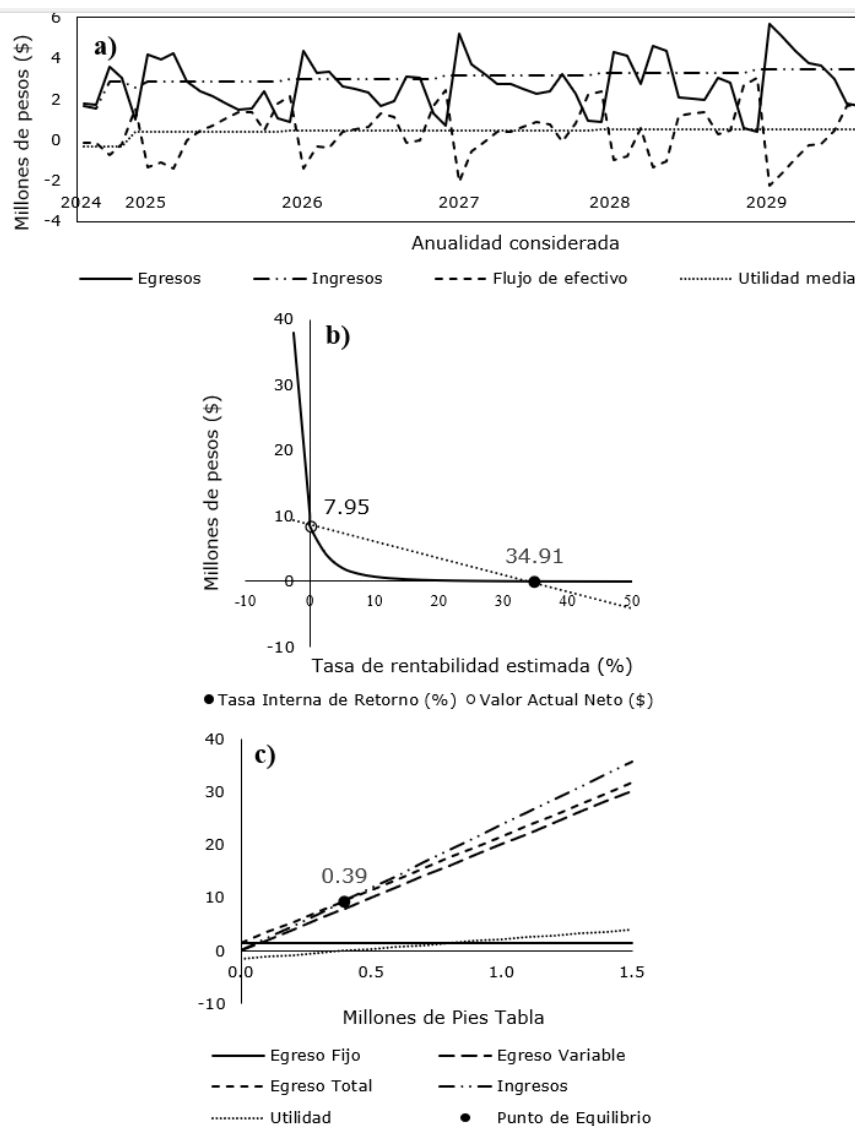 a)
6
4
2
0
-2
-4
Millones de pesos ($)
2024 2025 2026 2027 2028 2029
Anualidad considerada
Egresos Ingresos Flujo de efectivo Utilidad media
b)
40
30
20
10
0
-10
Millones de pesos ($)
7.95
34.91
-10 0 10 20 30 40 50
Tasa de rentabilidad estimada (%)
Tasa Interna de Retorno (%) Valor Actual Neto ($)
c)
40
30
20
10
0
-10
0.39
0.0 0.5 1.0 1.5
Millones de Pies Tabla
Egreso Fijo Egreso Variable
Egreso Total Ingresos
Utilidad Punto de Equilibrio